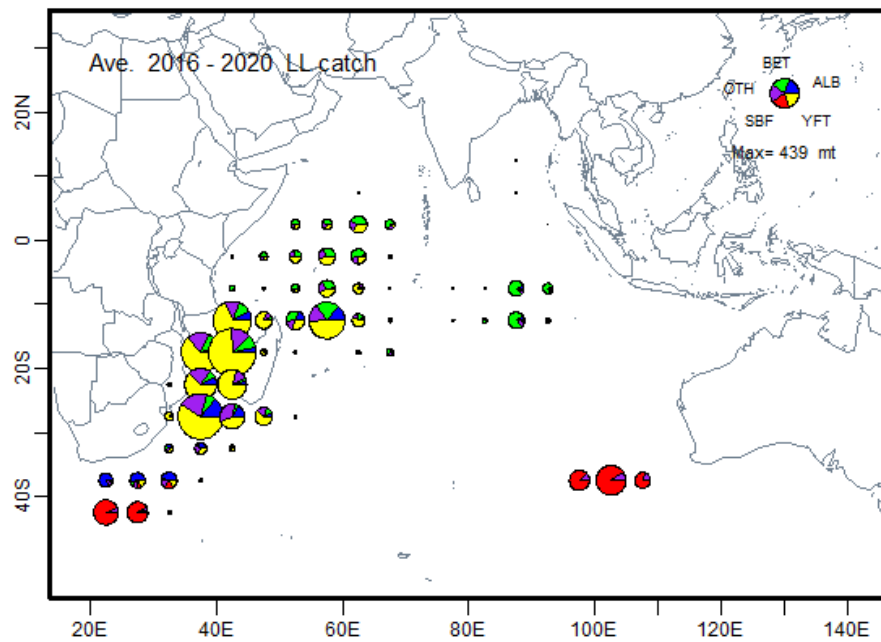 Ave. 2016 - 2020 LL catch
BET
OTH ALB
SBF YFT
Max= 439 mt
20N
0
20S
40S
20E 40E 60E 80E 100E 120E 140E